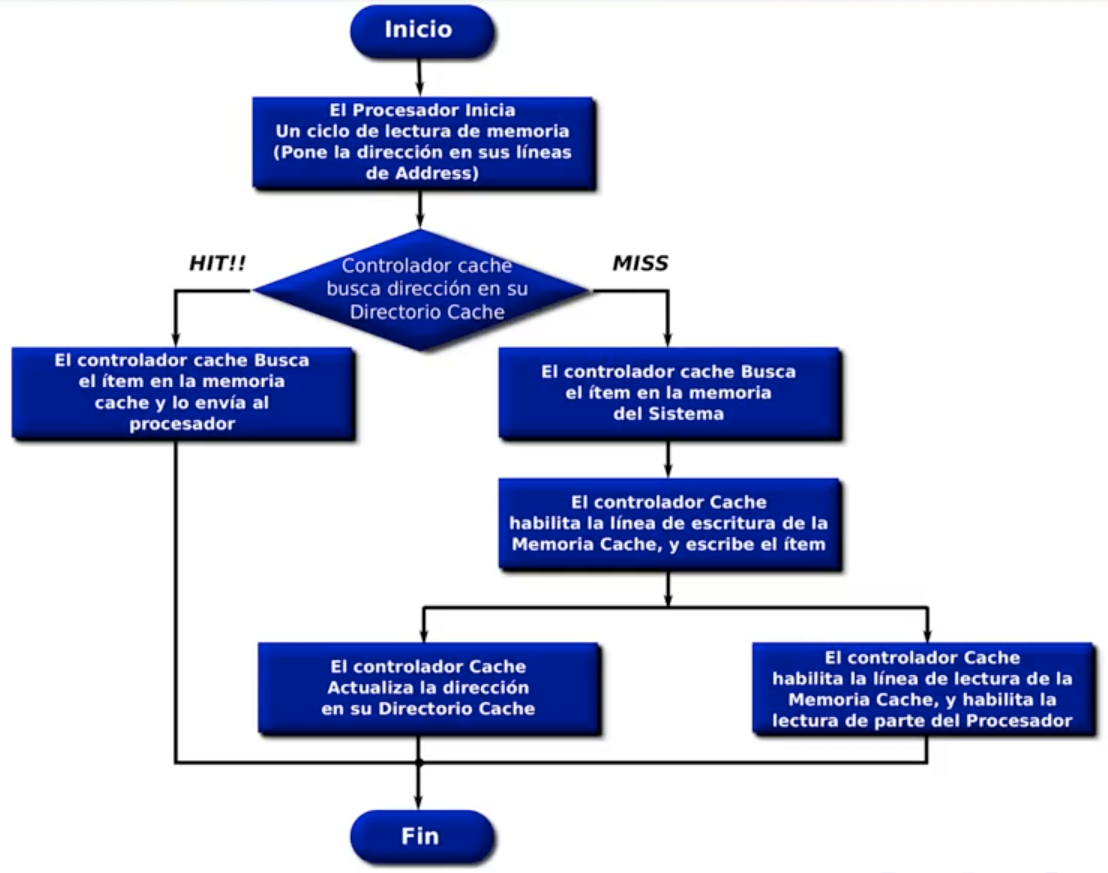 Inicio
El Procesador Inicia
Un ciclo de lectura de memoria
(Pone la dirección en sus líneas
de Address)
HIT!!
MISS
Controlador cache
busca dirección en su
Directorio Cache
El controlador cache Busca
el ítem en la memoria
cache y lo envía al
procesador
El controlador cache Busca
el ítem en la memoria
del Sistema
El controlador Cache
habilita la línea de escritura de la
Memoria Cache, y escribe el ítem
El controlador Cache
Actualiza la dirección
en su Directorio Cache
El controlador Cache
habilita la línea de lectura de la
Memoria Cache, y habilita la
lectura de parte del Procesador
Fin